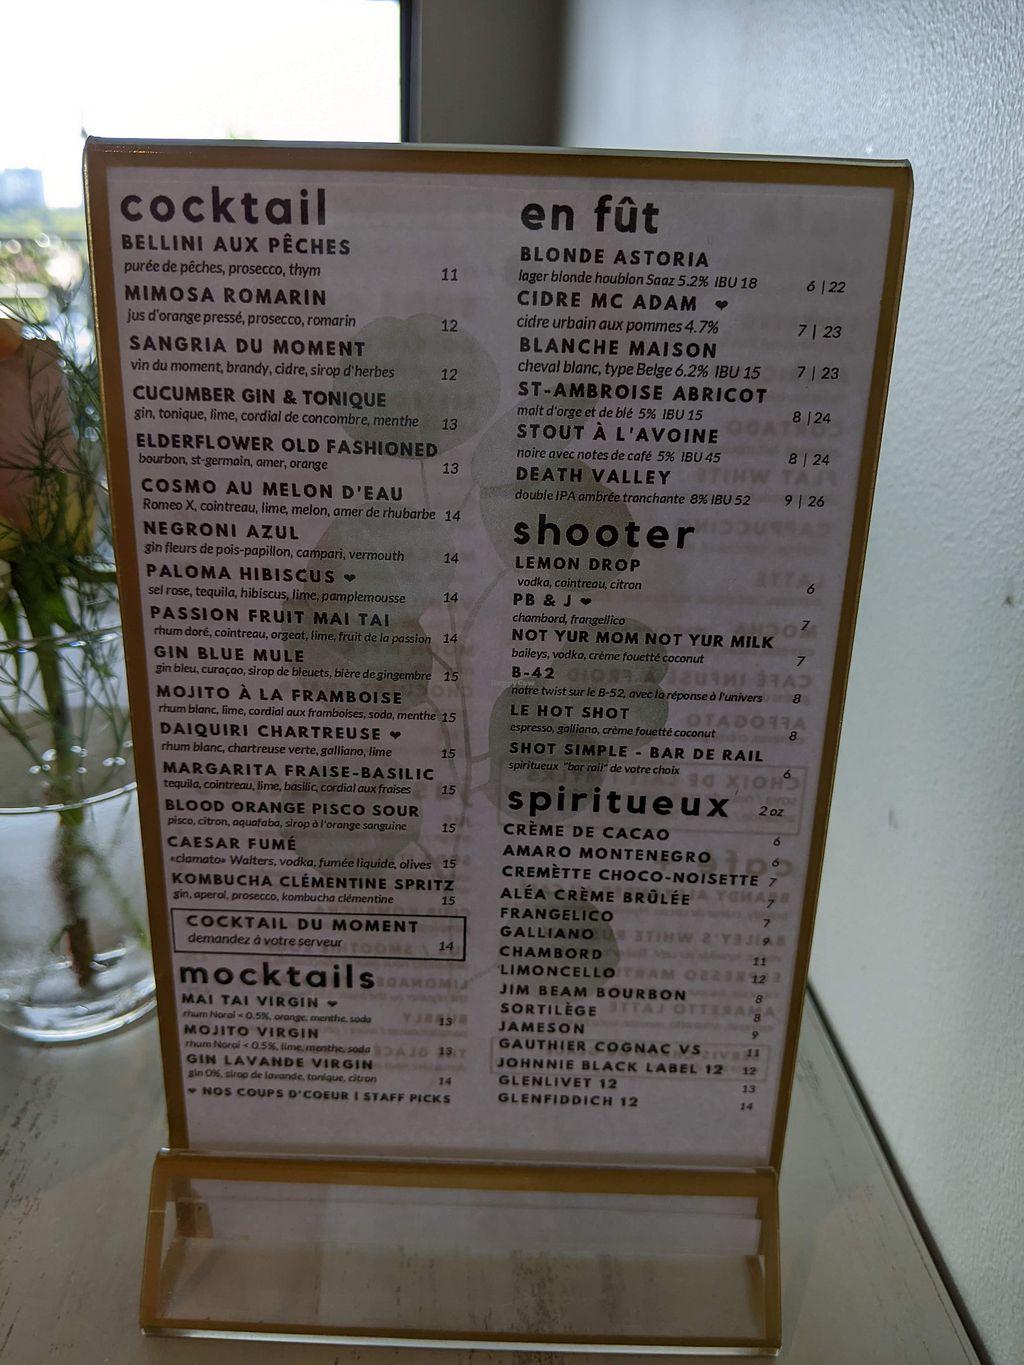 cocktail
BELLINI AUX PÊCHES
purée de pêches, prosecco, thym 11
MIMOSA ROMARIN
jus d'orange pressé, prosecco, romarin 12
SANGRIA DU MOMENT
vin du moment, brandy, cidre, sirop d'herbes 12
CUCUMBER GIN & TONIQUE
gin, tonique, lime, cordial de concombre, menthe 13
ELDERFLOWER OLD FASHIONED
bourbon, st-germain, amer, orange 13
COSMO AU MELON D'EAU
Romeo X, cointreau, lime, melon, amer de rhubarbe 14
NEGRONI AZUL
gin fleurs de pois-papillon, campari, vermouth 14
PALOMA HIBISCUS ❤
sel rose, tequila, hibiscus, lime, pamplemousse 14
PASSION FRUIT MAI TAI
rhum doré, cointreau, orgeat, lime, fruit de la passion 14
GIN BLUE MULE
gin bleu, curaçao, sirop de bleuets, bière de gingembre 15
MOJITO À LA FRAMBOISE
rhum blanc, lime, cordial aux framboises, soda, menthe 15
DAIQUIRI CHARTREUSE ❤
rhum blanc, chartreuse verte, galliano, lime 15
MARGARITA FRAISE-BASILIC
tequila, cointreau, lime, basilic, cordial aux fraises 15
BLOOD ORANGE PISCO SOUR
pisco, citron, aquafaba, sirop à l'orange sanguine 15
CAESAR FUMÉ
«clamato» Walters, vodka, fumée liquide, olives 15
KOMBUCHA CLÉMENTINE SPRITZ
gin, aperol, prosecco, kombucha clémentine 15
COCKTAIL DU MOMENT
demandez à votre serveur 14
mocktails
MAI TAI VIRGIN ❤
rhum Noroi < 0.5%, orange, menthe, soda 13
MOJITO VIRGIN
rhum Noroi < 0.5%, lime, menthe, soda 13
GIN LAVANDE VIRGIN
gin 0%, sirop de lavande, tonique, citron 14
❤ NOS COUPS D'COEUR | STAFF PICKS
en fût
BLONDE ASTORIA
lager blonde houblon Saaz 5.2% IBU 18 6 | 22
CIDRE MC ADAM ❤
cidre urbain aux pommes 4.7% 7 | 23
BLANCHE MAISON
cheval blanc, type Belge 6.2% IBU 15 7 | 23
ST-AMBROISE ABRICOT
malt d'orge et de blé 5% IBU 15 8 | 24
STOUT À L'AVOINE
noire avec notes de café 5% IBU 45 8 | 24
DEATH VALLEY
double IPA ambrée tranchante 8% IBU 52 9 | 26
shooter
LEMON DROP
vodka, cointreau, citron 6
PB & J ❤
chambord, frangellico 7
NOT YUR MOM NOT YUR MILK
baileys, vodka, crème fouetté coconut 7
B-42
notre twist sur le B-52, avec la réponse à l'univers 8
LE HOT SHOT
espresso, galliano, crème fouetté coconut 8
SHOT SIMPLE - BAR DE RAIL
spiritueux "bar rail" de votre choix 6
spiritueux 2 oz
CRÈME DE CACAO 6
AMARO MONTENEGRO 6
CREMÈTTE CHOCO-NOISETTE 7
ALÉA CRÈME BRÛLÉE 7
FRANGELICO 7
GALLIANO 9
CHAMBORD 11
LIMONCELLO 12
JIM BEAM BOURBON 8
SORTILÈGE 8
JAMESON 9
GAUTHIER COGNAC VS 11
JOHNNIE BLACK LABEL 12 12
GLENLIVET 12 13
GLENFIDDICH 12 14